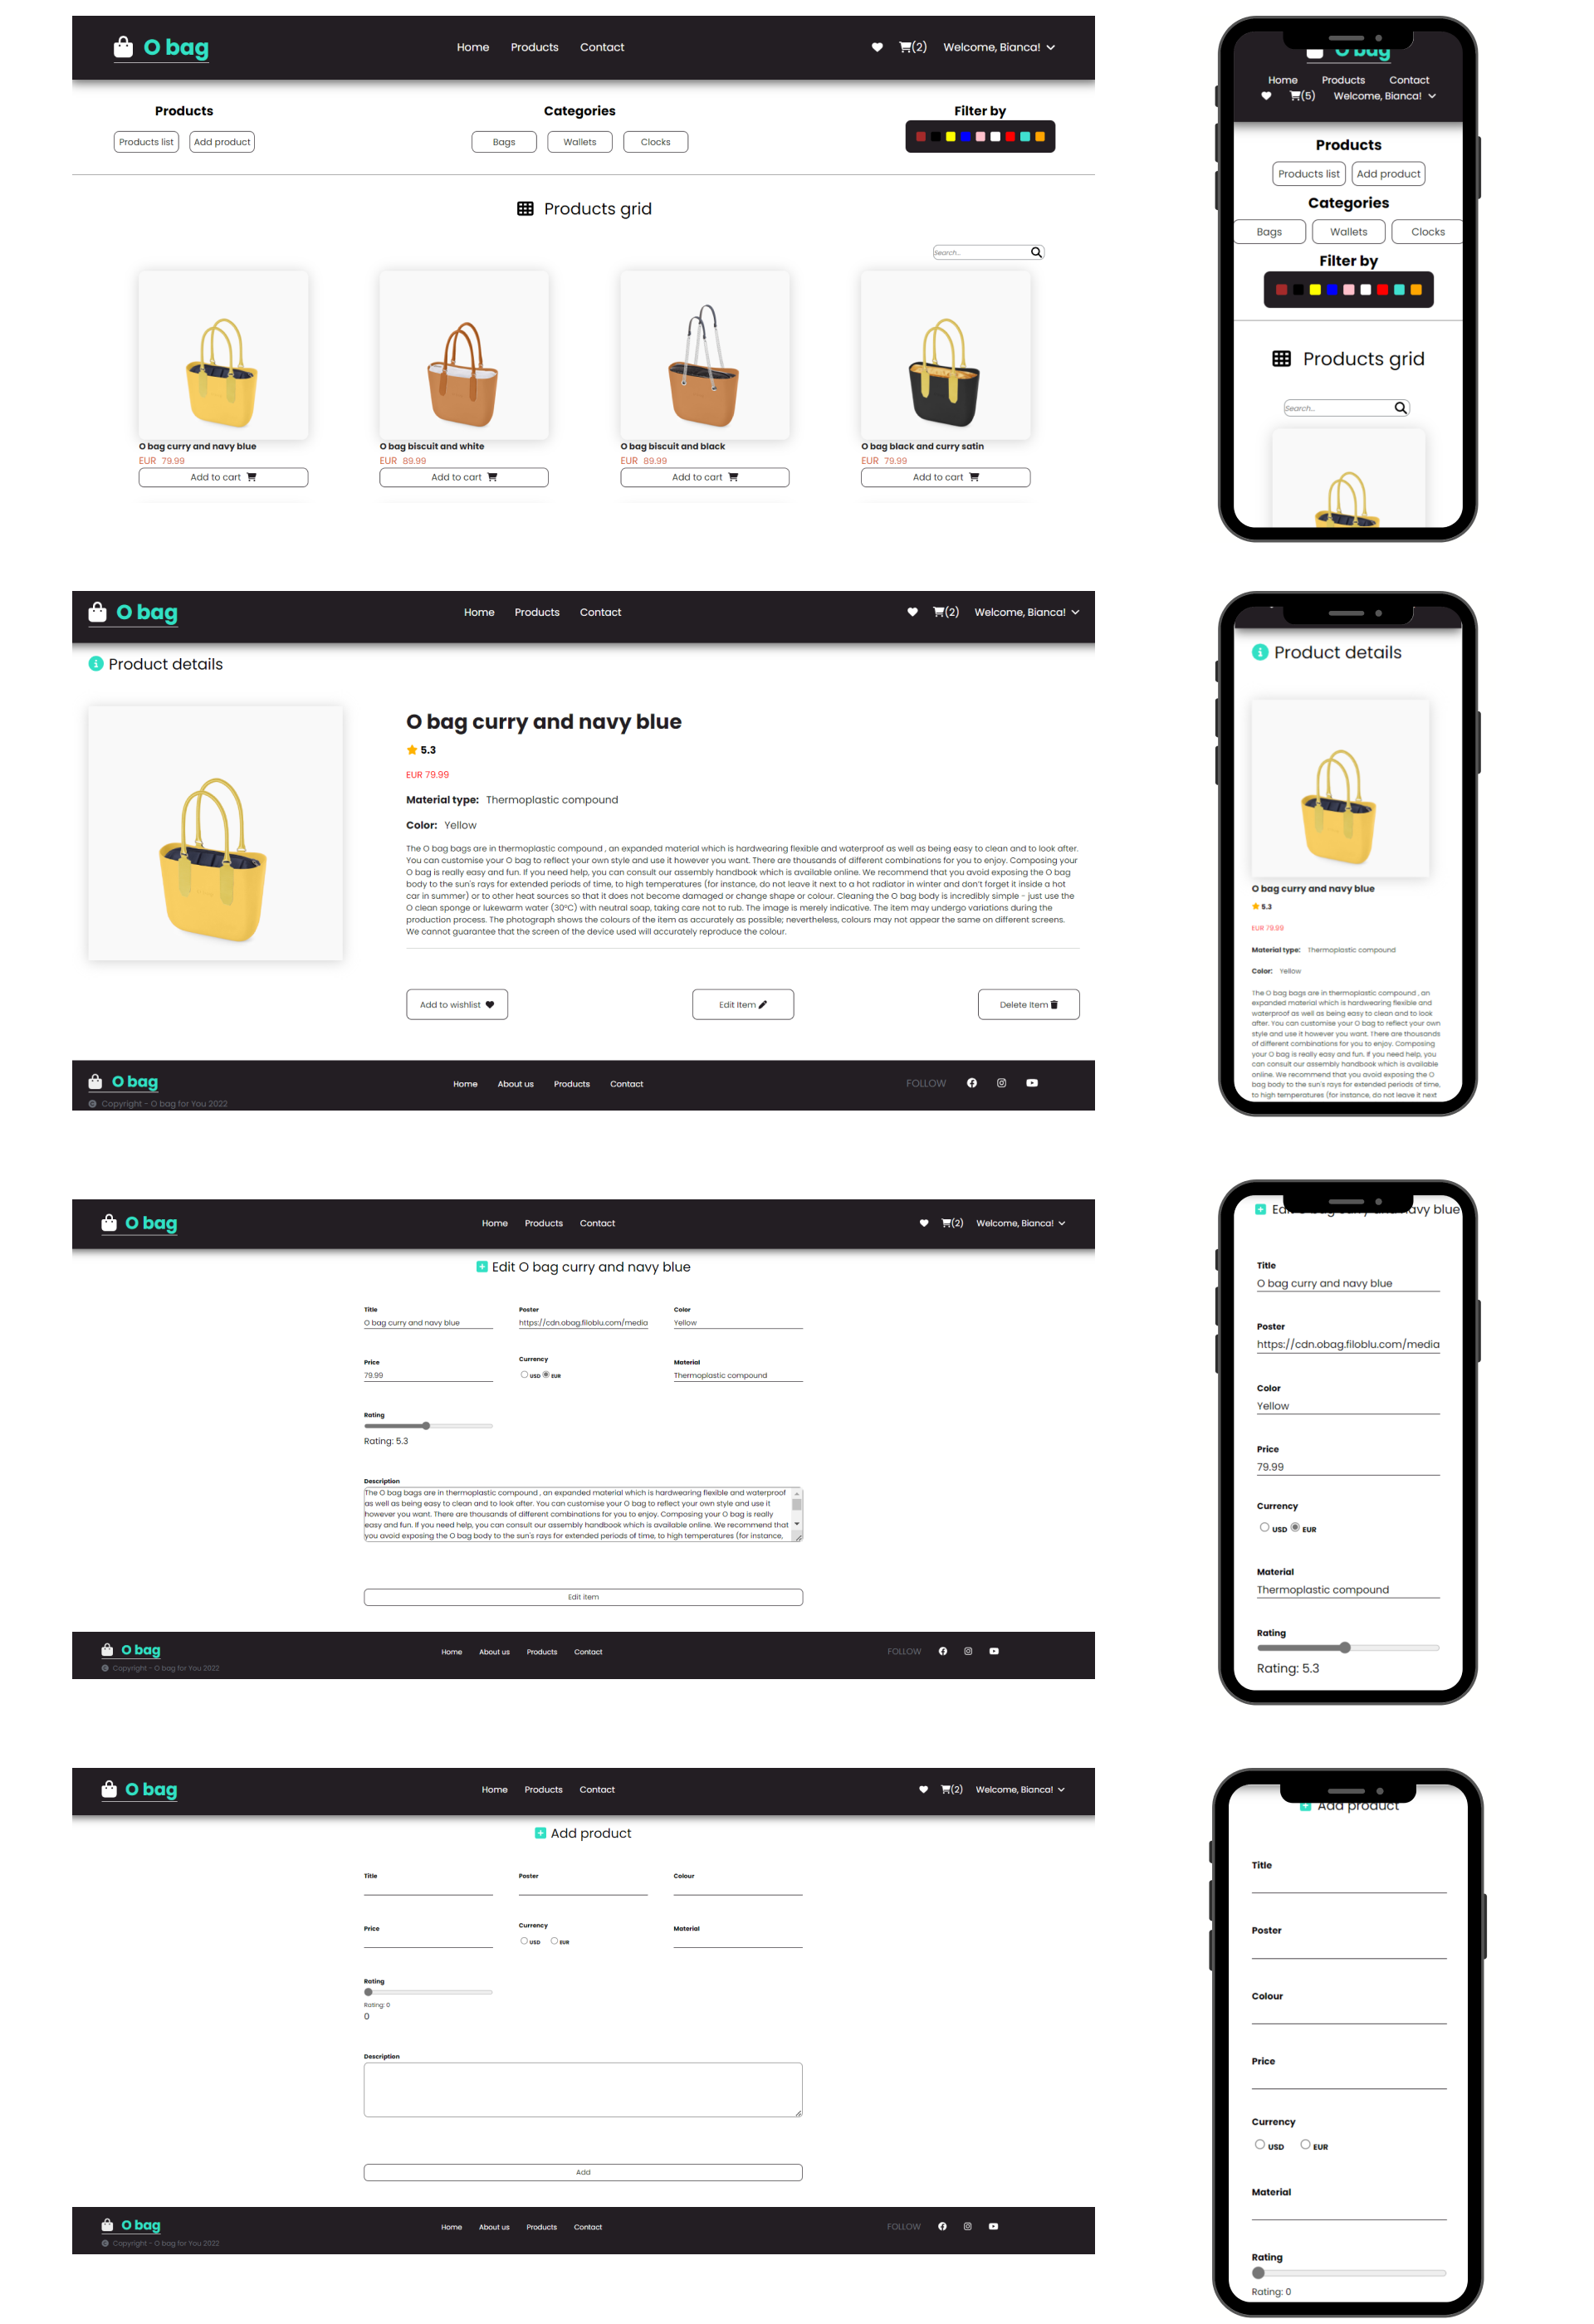 O bag
Home Products Contact
(2) Welcome, Bianca!
Products
Products list Add product
Categories
Bags Wallets Clocks
Filter by
Products grid
Search...
O bag curry and navy blue
EUR 79.99
Add to cart
O bag biscuit and white
EUR 89.99
Add to cart
O bag biscuit and black
EUR 89.99
Add to cart
O bag black and curry satin
EUR 79.99
Add to cart
O bag
Home Products Contact
(5) Welcome, Bianca!
Products
Products list Add product
Categories
Bags Wallets Clocks
Filter by
Products grid
Search...
O bag
Home Products Contact
(2) Welcome, Bianca!
Product details
O bag curry and navy blue
5.3
EUR 79.99
Material type: Thermoplastic compound
Color: Yellow
The O bag bags are in thermoplastic compound , an expanded material which is hardwearing flexible and waterproof as well as being easy to clean and to look after.
You can customise your O bag to reflect your own style and use it however you want. There are thousands of different combinations for you to enjoy. Composing your
O bag is really easy and fun. If you need help, you can consult our assembly handbook which is available online. We recommend that you avoid exposing the O bag
body to the sun's rays for extended periods of time, to high temperatures (for instance, do not leave it next to a hot radiator in winter and don't forget it inside a hot
car in summer) or to other heat sources so that it does not become damaged or change shape or colour. Cleaning the O bag body is incredibly simple - just use the
O clean sponge or lukewarm water (30°C) with neutral soap, taking care not to rub. The image is merely indicative. The item may undergo variations during the
production process. The photograph shows the colours of the item as accurately as possible; nevertheless, colours may not appear the same on different screens.
We cannot guarantee that the screen of the device used will accurately reproduce the colour.
Add to wishlist Edit Item Delete Item
O bag
Copyright - O bag for You 2022
Home About us Products Contact
FOLLOW
Product details
O bag curry and navy blue
5.3
EUR 79.99
Material type: Thermoplastic compound
Color: Yellow
The O bag bags are in thermoplastic compound , an
expanded material which is hardwearing flexible and
waterproof as well as being easy to clean and to look
after. You can customise your O bag to reflect your own
style and use it however you want. There are thousands
of different combinations for you to enjoy. Composing
your O bag is really easy and fun. If you need help, you
can consult our assembly handbook which is available
online. We recommend that you avoid exposing the O
bag body to the sun's rays for extended periods of time,
to high temperatures (for instance, do not leave it next
O bag
Home Products Contact
(2) Welcome, Bianca!
Edit O bag curry and navy blue
Title Poster Color
O bag curry and navy blue https://cdn.obag.filoblu.com/media Yellow
Price Currency Material
79.99 USD EUR Thermoplastic compound
Rating
Rating: 5.3
Description
The O bag bags are in thermoplastic compound , an expanded material which is hardwearing flexible and waterproof
as well as being easy to clean and to look after. You can customise your O bag to reflect your own style and use it
however you want. There are thousands of different combinations for you to enjoy. Composing your O bag is really
easy and fun. If you need help, you can consult our assembly handbook which is available online. We recommend that
you avoid exposing the O bag body to the sun's rays for extended periods of time, to high temperatures (for instance,
Edit item
O bag
Copyright - O bag for You 2022
Home About us Products Contact
FOLLOW
navy blue
Title
O bag curry and navy blue
Poster
https://cdn.obag.filoblu.com/media
Color
Yellow
Price
79.99
Currency
USD EUR
Material
Thermoplastic compound
Rating
Rating: 5.3
O bag
Home Products Contact
(2) Welcome, Bianca!
Add product
Title Poster Colour
Price Currency Material
USD EUR
Rating
Rating: 0
0
Description
Add
O bag
Copyright - O bag for You 2022
Home About us Products Contact
FOLLOW
Add product
Title
Poster
Colour
Price
Currency
USD EUR
Material
Rating
Rating: 0